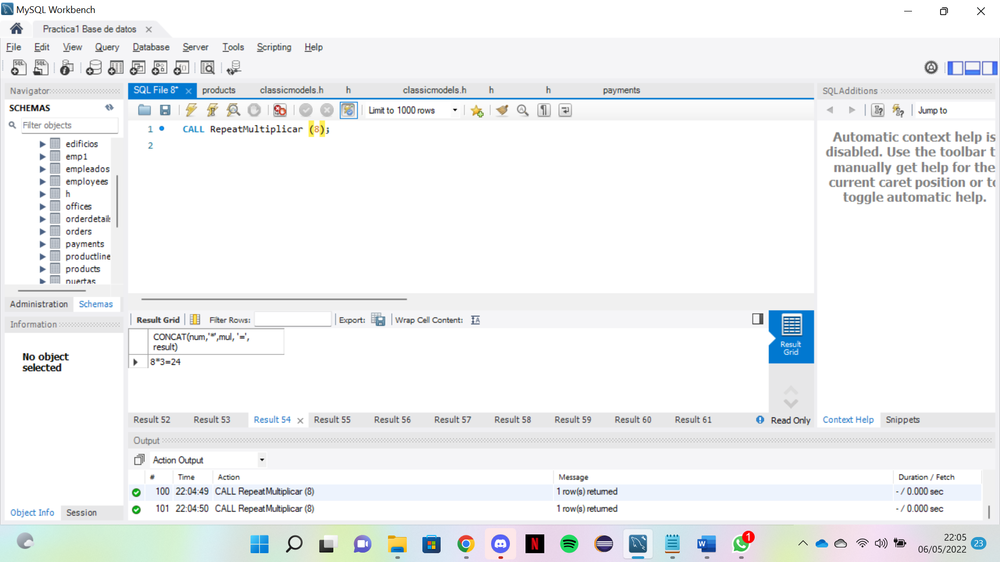 MySQL Workbench
Practica1 Base de datos
File Edit View Query Database Server Tools Scripting Help
Navigator
SCHEMAS
Filter objects
edificios
emp1
empleados
employees
h
offices
orderdetails
orders
payments
productline
products
puertas
Administration Schemas
Information
No object
selected
Object Info Session
SQL File 8* products classicmodels.h h classicmodels.h h h payments
Limit to 1000 rows
1 CALL RepeatMultiplicar (8);
2
Result Grid Filter Rows: Export: Wrap Cell Content:
CONCAT(num,'*',mul, '=',
result)
8*3=24
Result
Grid
Result 52 Result 53 Result 54 Result 55 Result 56 Result 57 Result 58 Result 59 Result 60 Result 61 Read Only
SQLAdditions
Jump to
Automatic context help is
disabled. Use the toolbar t
manually get help for the
current caret position or to
toggle automatic help.
Context Help Snippets
Output
Action Output
# Time Action Message Duration / Fetch
100 22:04:49 CALL RepeatMultiplicar (8) 1 row(s) returned - / 0.000 sec
101 22:04:50 CALL RepeatMultiplicar (8) 1 row(s) returned - / 0.000 sec
1
22:05
06/05/2022
23